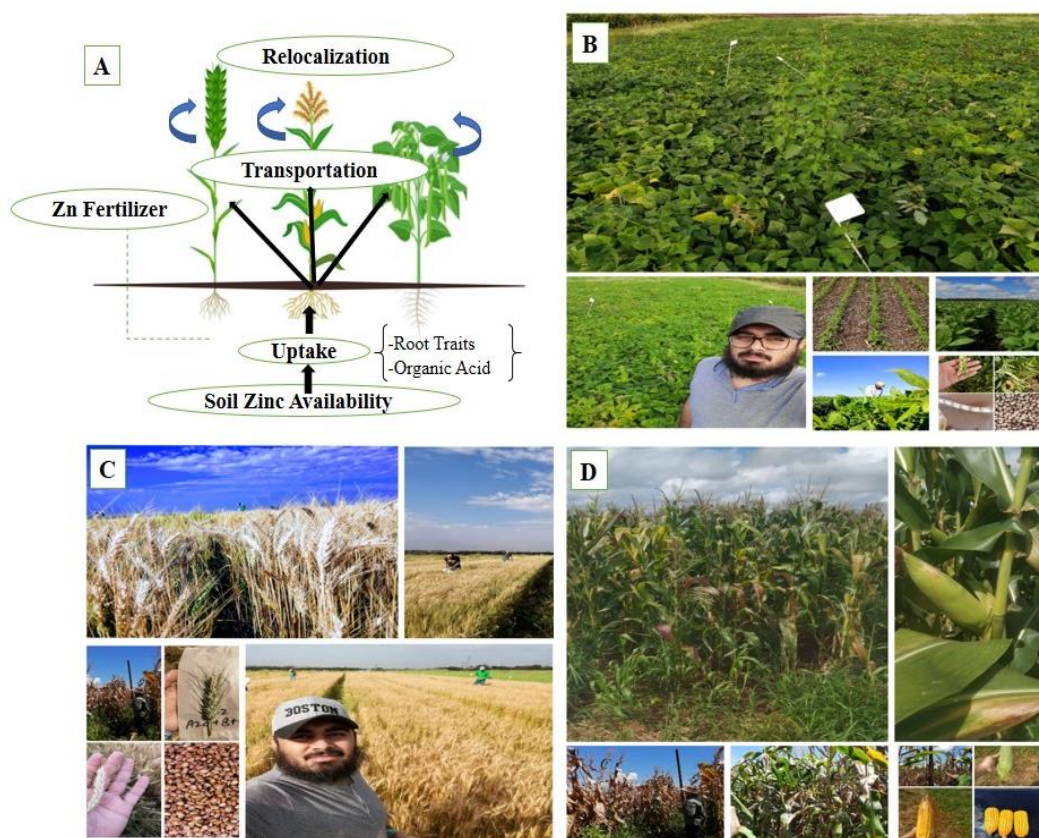 A
Relocalization
Transportation
Zn Fertilizer
Uptake
-Root Traits
-Organic Acid
Soil Zinc Availability
B
C
BOSTON
D